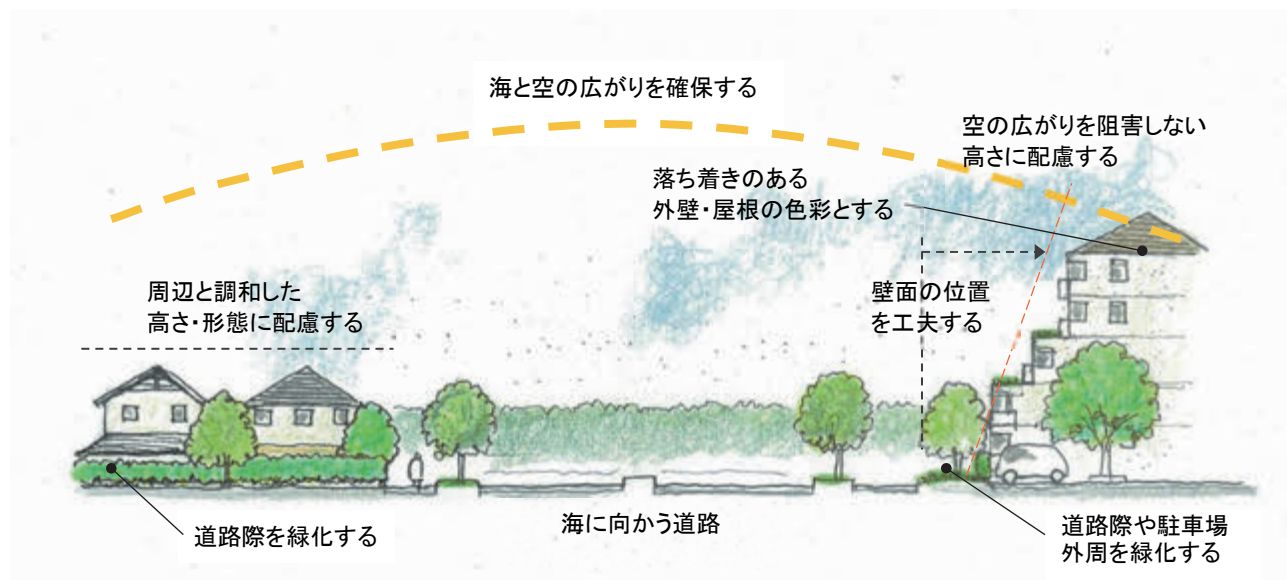 海と空の広がりを確保する
空の広がりを阻害しない
高さに配慮する
落ち着きのある
外壁・屋根の色彩とする
周辺と調和した
高さ・形態に配慮する
壁面の位置
を工夫する
道路際を緑化する
海に向かう道路
道路際や駐車場
外周を緑化する